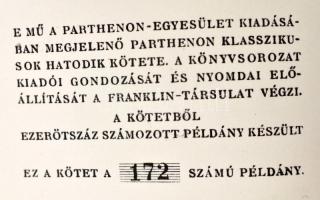 E MŰ A PARTHENON-EGYESÜLET KIADÁSÁ-
BAN MEGJELENŐ PARTHENON KLASSZIKU-
SOK HATODIK KÖTETE. A KÖNYVSOROZAT
KIADÓI GONDOZÁSÁT ÉS NYOMDAI ELŐ-
ÁLLÍTÁSÁT A FRANKLIN-TÁRSULAT VÉGZI.
A KÖTETBŐL
EZERÖTSZÁZ SZÁMOZOTT PÉLDÁNY KÉSZÜLT
EZ A KÖTET A 172 SZÁMÚ PÉLDÁNY.